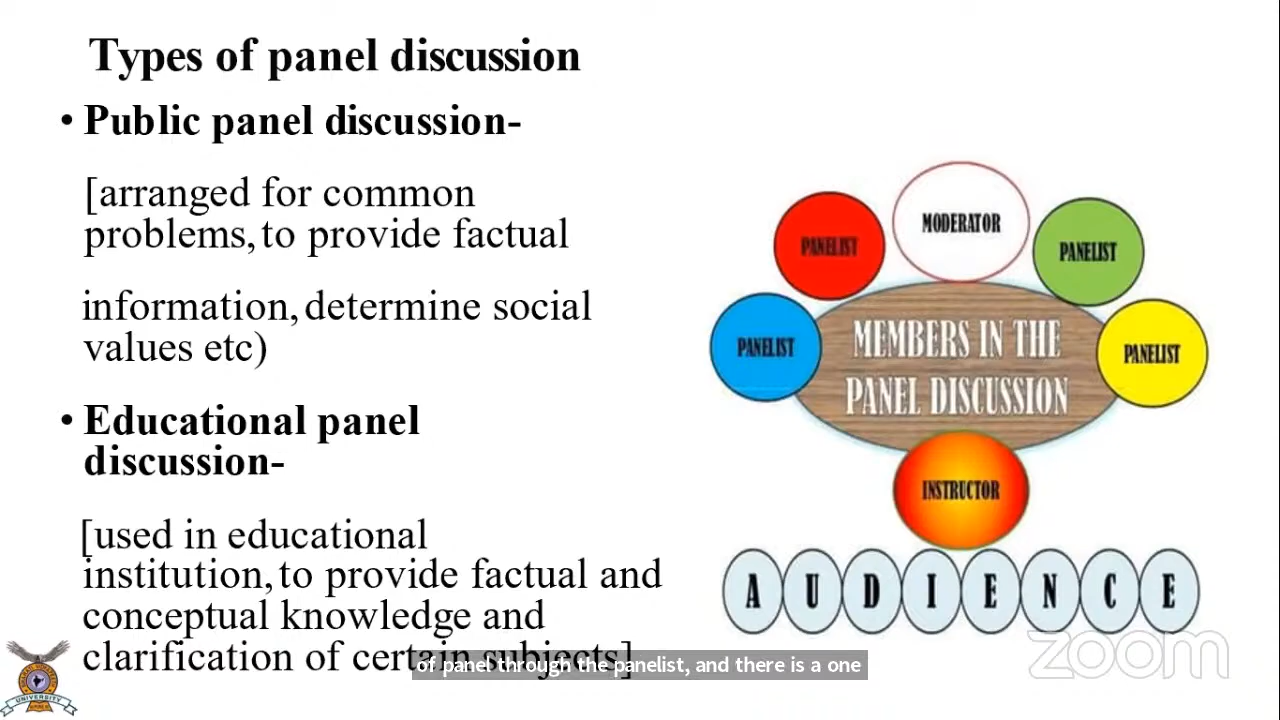 Types of panel discussion
• Public panel discussion-
[arranged for common
problems, to provide factual
information, determine social
values etc)
• Educational panel
discussion-
[used in educational
institution, to provide factual and
conceptual knowledge and
clarification of certain subjects]
MODERATOR
PANELIST
PANELIST
PANELIST
PANELIST
MEMBERS IN THE
PANEL DISCUSSION
INSTRUCTOR
A U D I E N C E
zoom
of panel through the panelist, and there is a one
UNIVERSITY